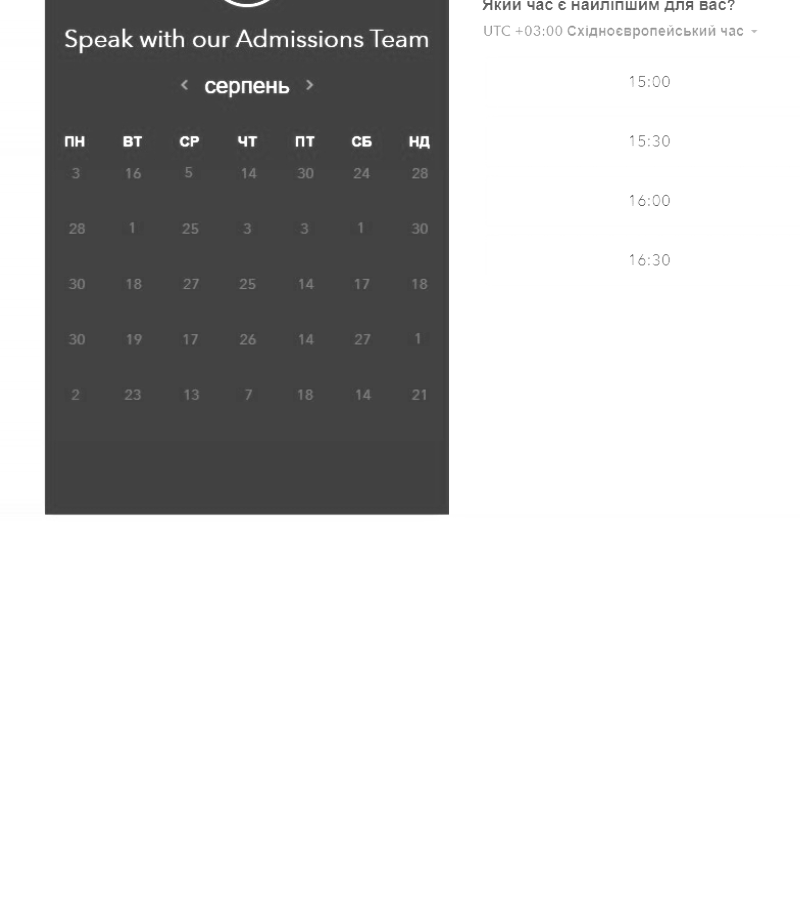 Speak with our Admissions Team
< серпень >
ПН ВТ СР ЧТ ПТ СБ НД
3 16 5 14 30 24 28
28 1 25 3 3 1 30
30 18 27 25 14 17 18
30 19 17 26 14 27 1
2 23 13 7 18 14 21
Який час є найліпшим для вас?
UTC +03:00 Східноєвропейський час
15:00
15:30
16:00
16:30